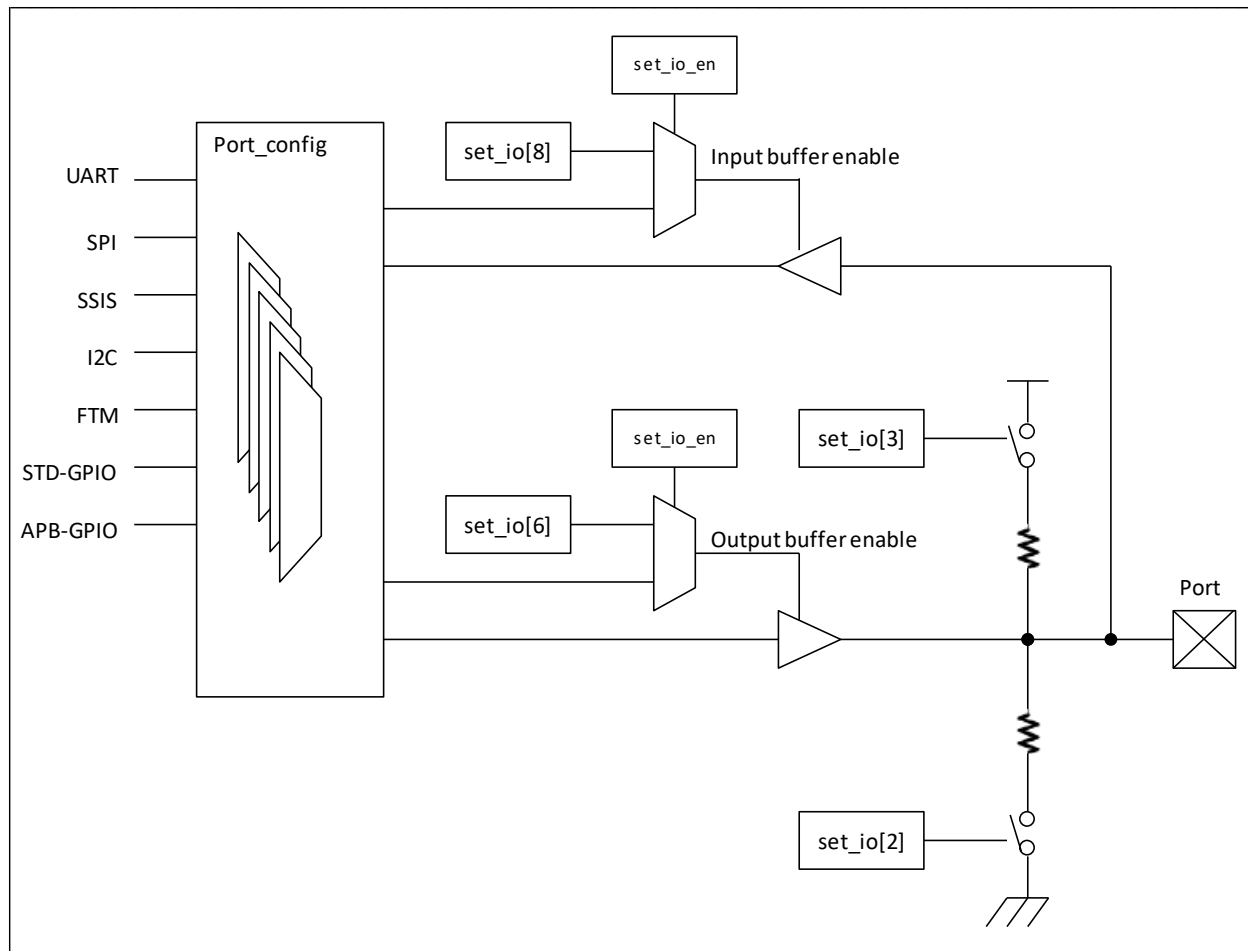 set_io_en
Port_config
set_io[8]
Input buffer enable
UART
SPI
SSIS
I2C
FTM
STD-GPIO
APB-GPIO
set_io_en
set_io[3]
set_io[6]
Output buffer enable
Port
set_io[2]